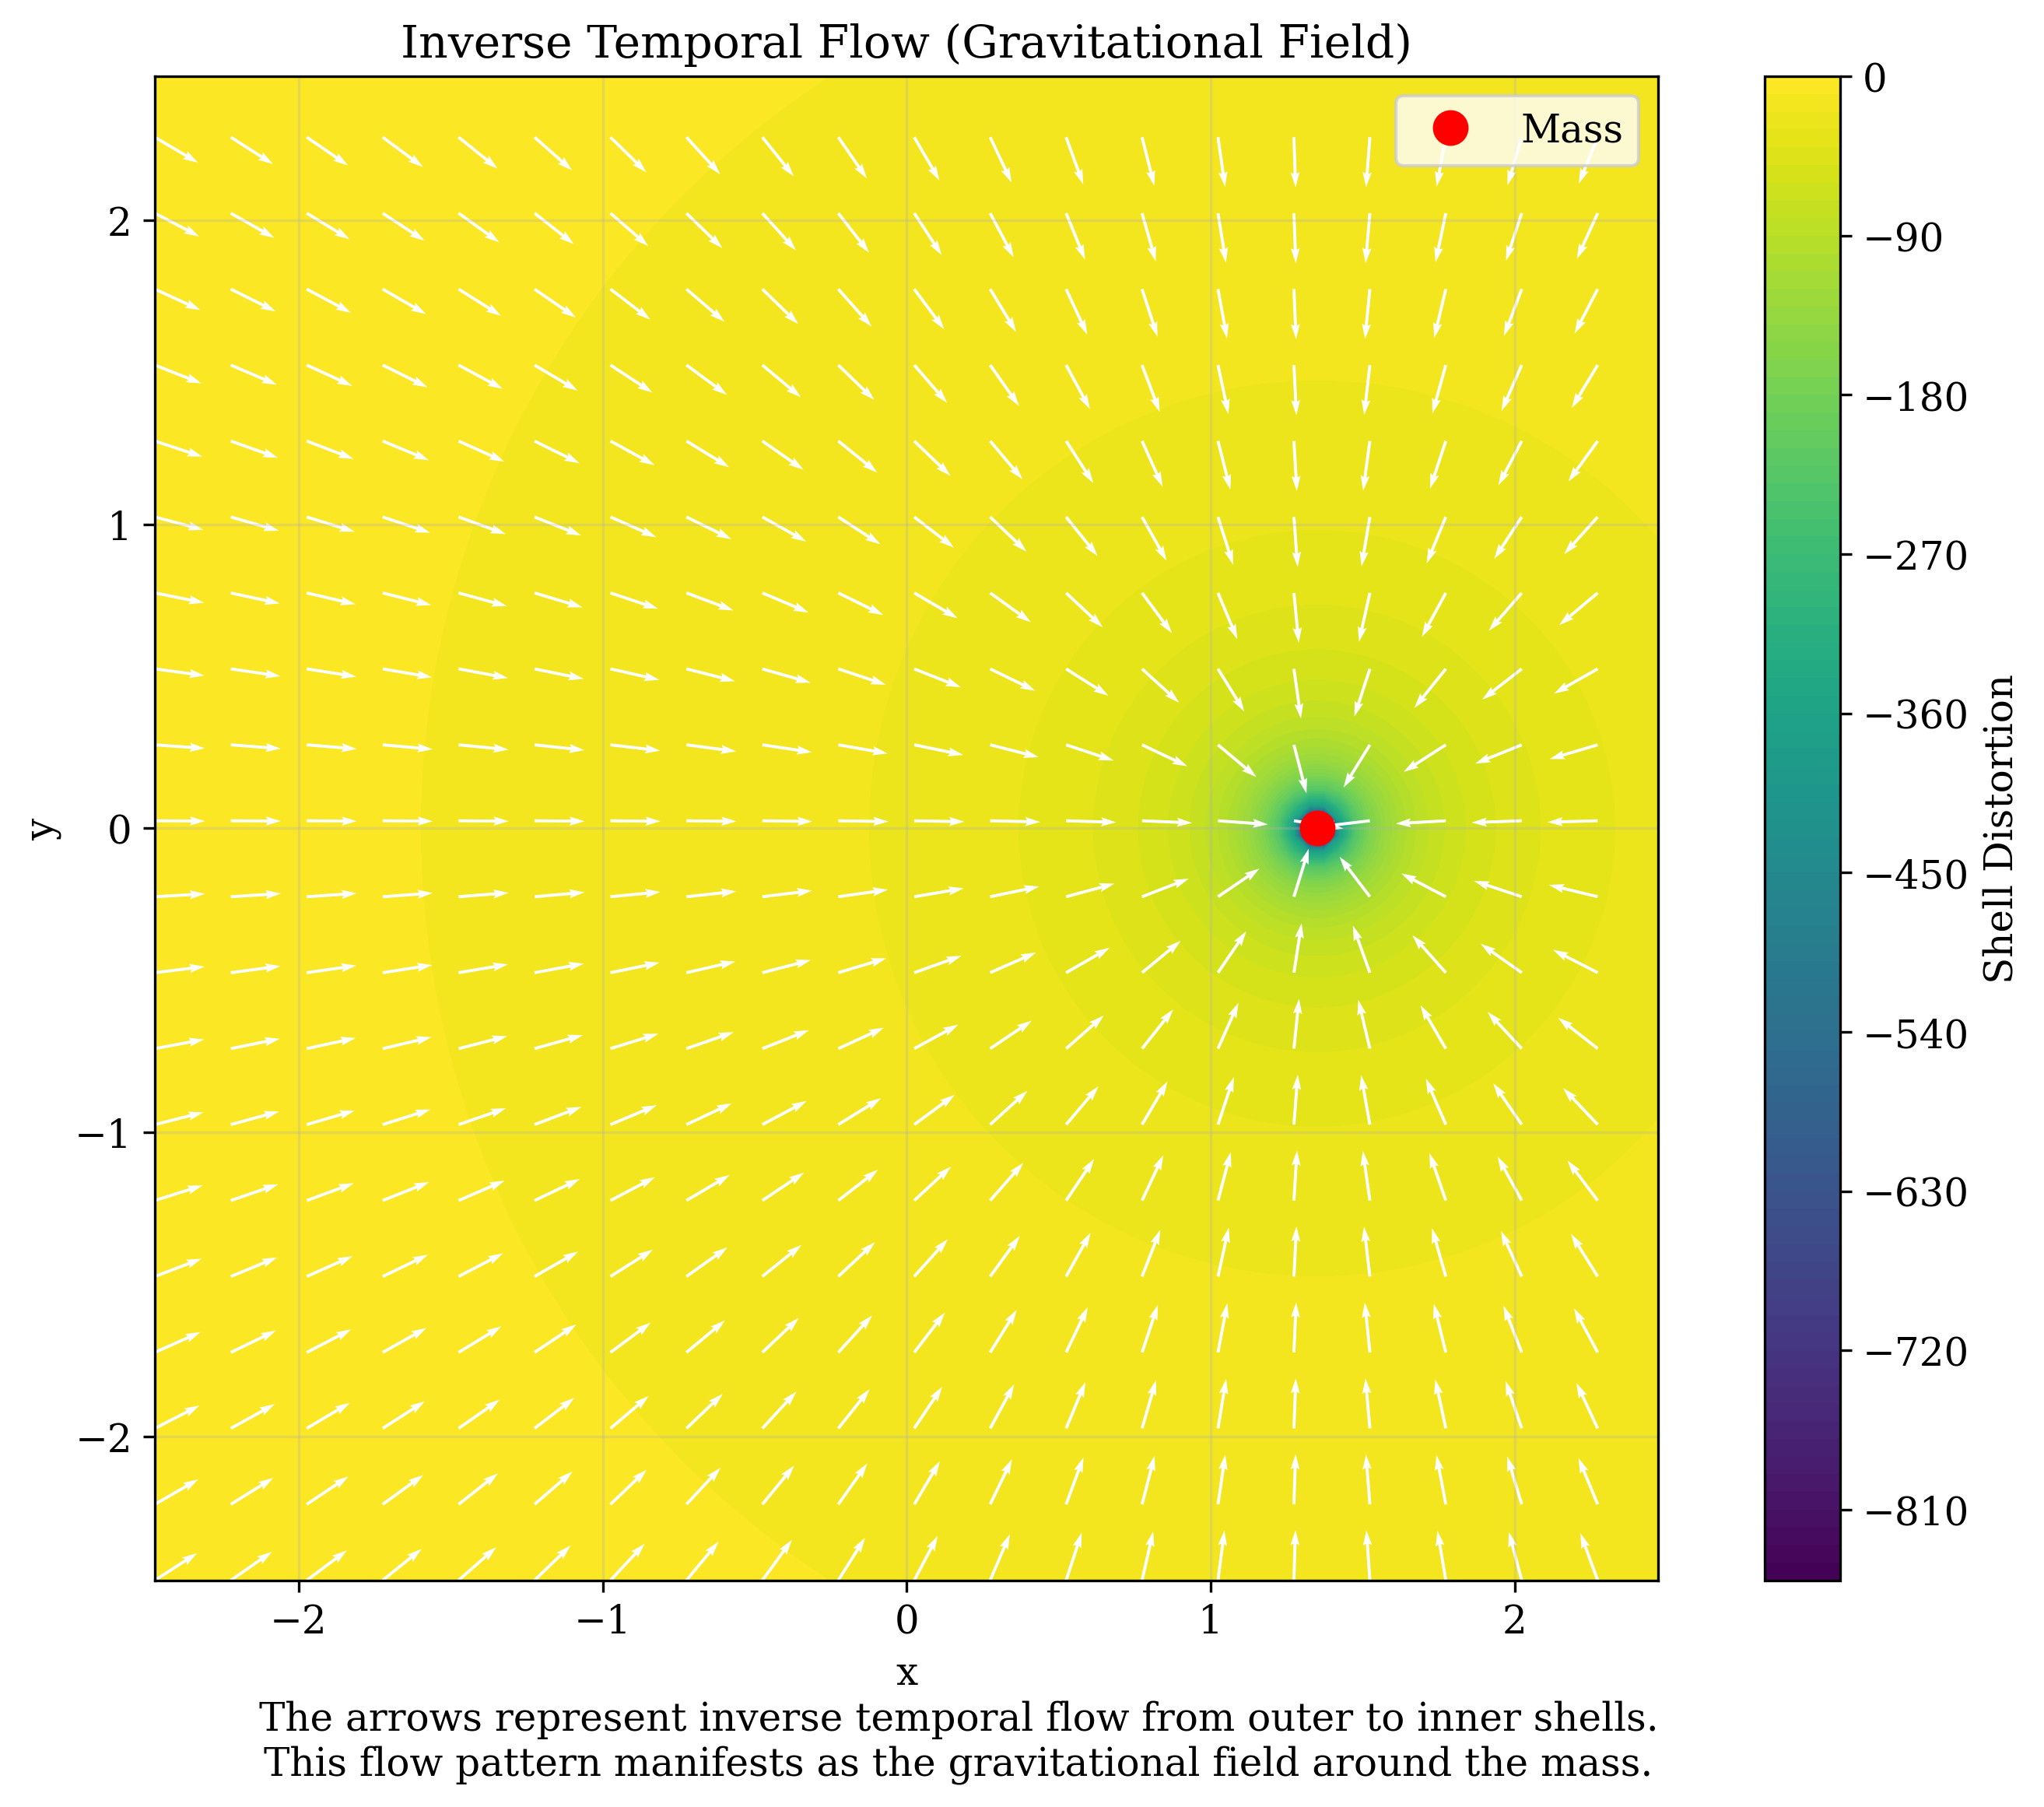 Inverse Temporal Flow (Gravitational Field)
Mass
2
1
0
−1
−2
y
−2
−1
0
1
2
x
0
−90
−180
−270
−360
−450
−540
−630
−720
−810
Shell Distortion
The arrows represent inverse temporal flow from outer to inner shells.
This flow pattern manifests as the gravitational field around the mass.